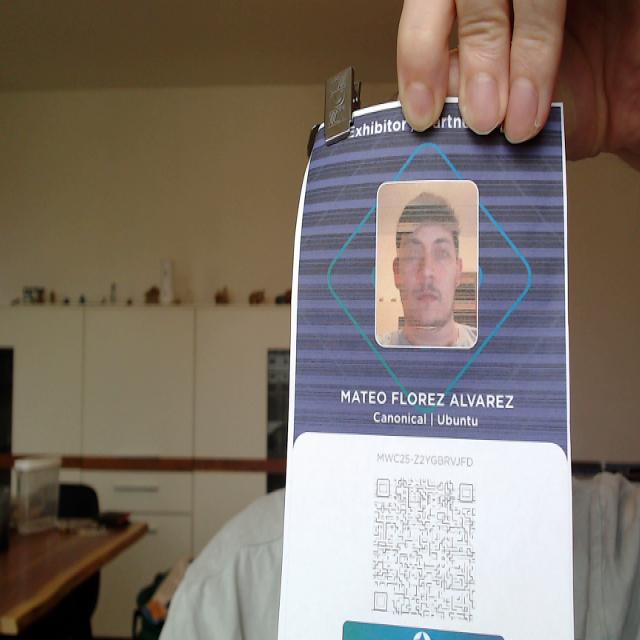 Exhibitor
MATEO FLOREZ ALVAREZ
Canonical | Ubuntu
MWC25-Z2YGBRVJFD